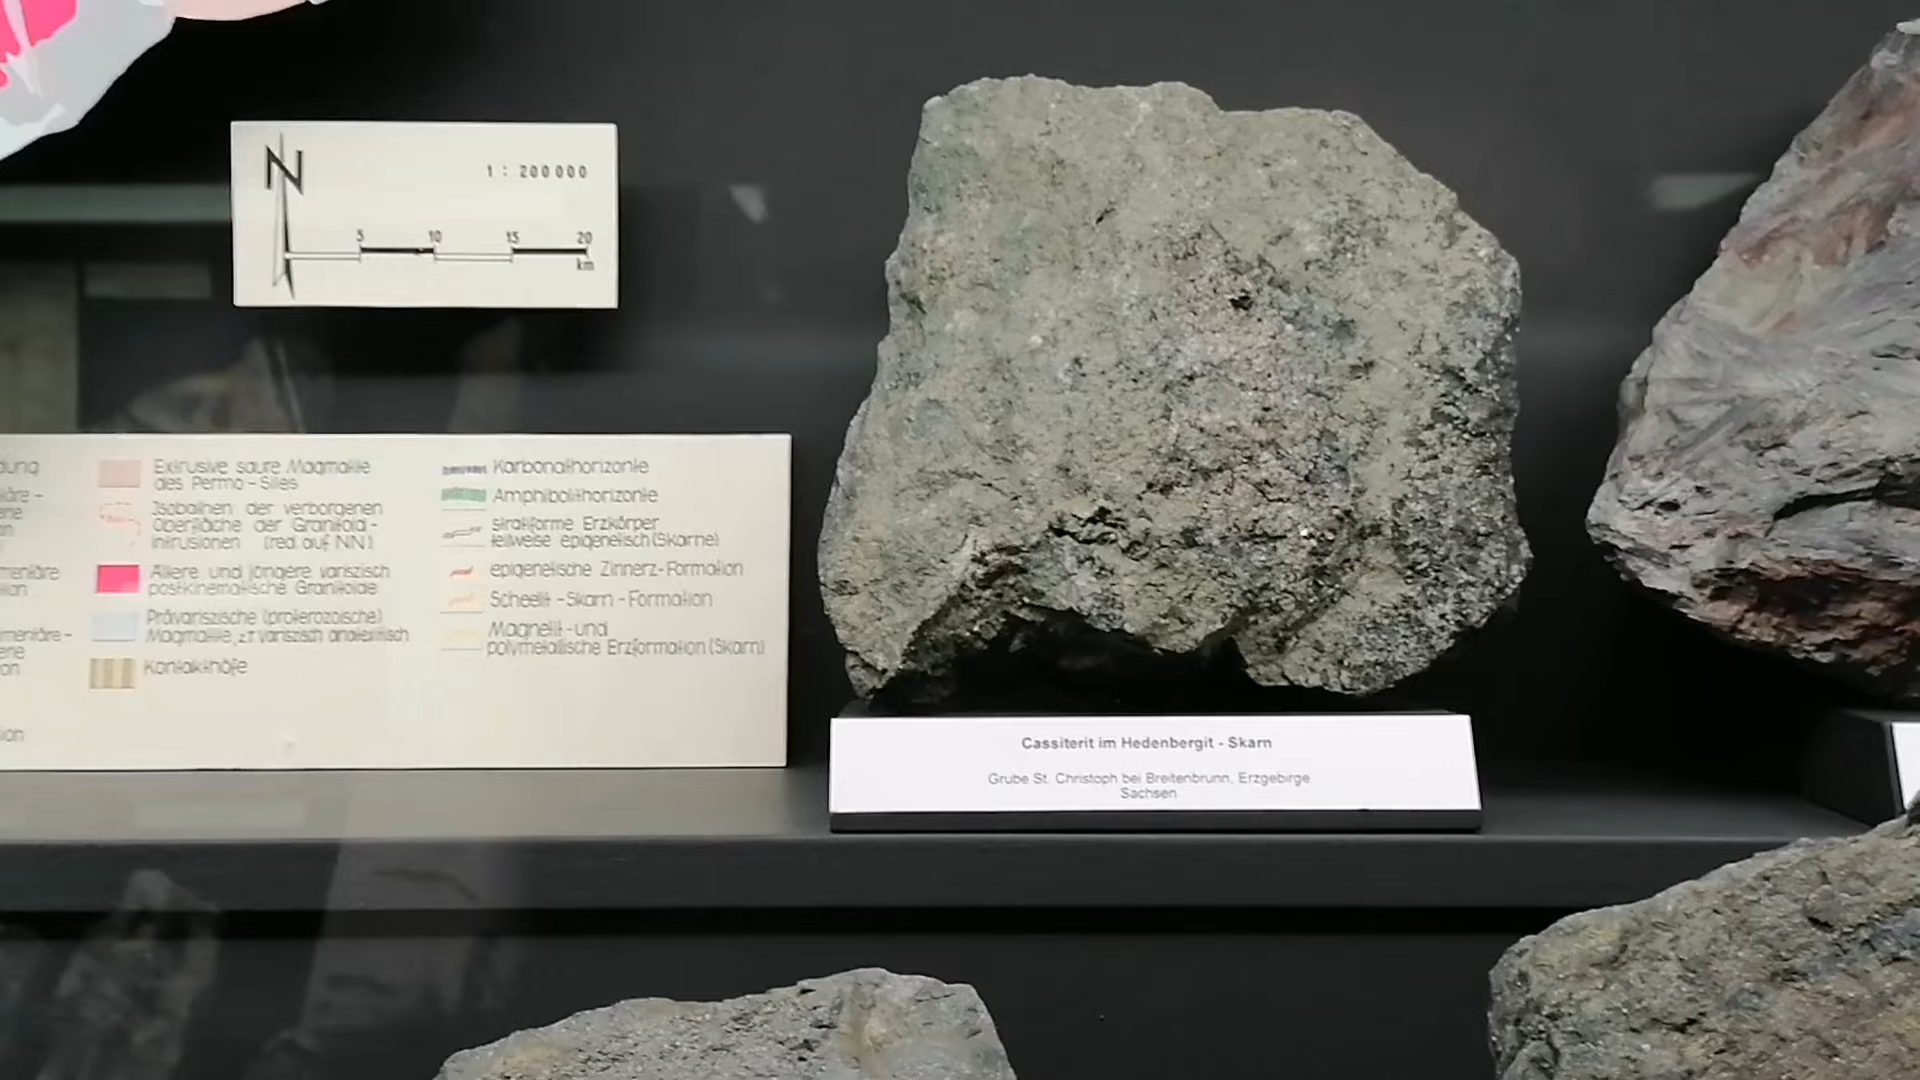 N
1 : 200 000
5 10 15 20
km
Extrusive saure Magmatite
des Permo-Siles
Isobathen der verborgenen
Oberfläche der Granitoid-
intrusionen (red. auf NN)
Ältere und jüngere variszisch
postkinematische Granitoide
Prävariszische (proterozoische)
Magmatite, z.T. variszisch anatektisch
Kontakthöfe
Karbonathorizonte
Amphibolithorizonte
stratiforme Erzkörper
teilweise epigenetisch (Skarne)
epigenetische Zinnerz-Formation
Scheelit-Skarn-Formation
Magnetit- und
polymetallische Erzformation (Skarn)
Cassiterit im Hedenbergit - Skarn
Grube St. Christoph bei Breitenbrunn, Erzgebirge
Sachsen